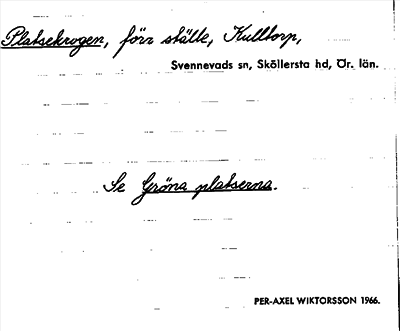 Platsekrogen, förr ställe, Kulltorp,
Svennevads sn, Sköllersta hd, Ör. län.
Se Gröna platserna.
PER-AXEL WIKTORSSON 1966.